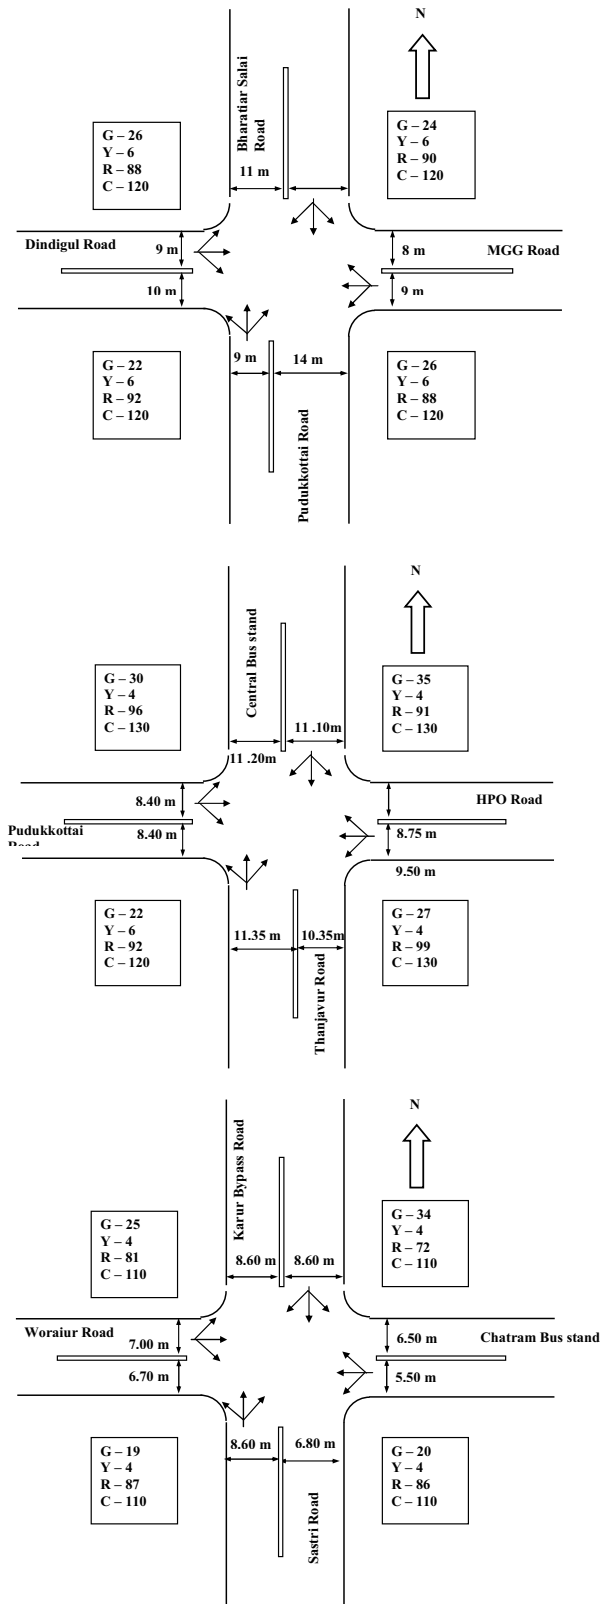 N
Bharatiar Salai
Road
G – 26
Y – 6
R – 88
C – 120
G – 24
Y – 6
R – 90
C – 120
11 m
Dindigul Road
9 m
8 m
MGG Road
10 m
9 m
G – 22
Y – 6
R – 92
C – 120
9 m
14 m
G – 26
Y – 6
R – 88
C – 120
Pudukkottai Road
N
Central Bus stand
G – 30
Y – 4
R – 96
C – 130
G – 35
Y – 4
R – 91
C – 130
11 .10m
11 .20m
8.40 m
HPO Road
Pudukkottai
8.40 m
8.75 m
9.50 m
G – 22
Y – 6
R – 92
C – 120
11.35 m
10.35m
G – 27
Y – 4
R – 99
C – 130
Thanjavur Road
N
Karur Bypass Road
G – 25
Y – 4
R – 81
C – 110
G – 34
Y – 4
R – 72
C – 110
8.60 m
8.60 m
Woraiur Road
7.00 m
6.50 m
Chatram Bus stand
6.70 m
5.50 m
G – 19
Y – 4
R – 87
C – 110
8.60 m
6.80 m
G – 20
Y – 4
R – 86
C – 110
Sastri Road